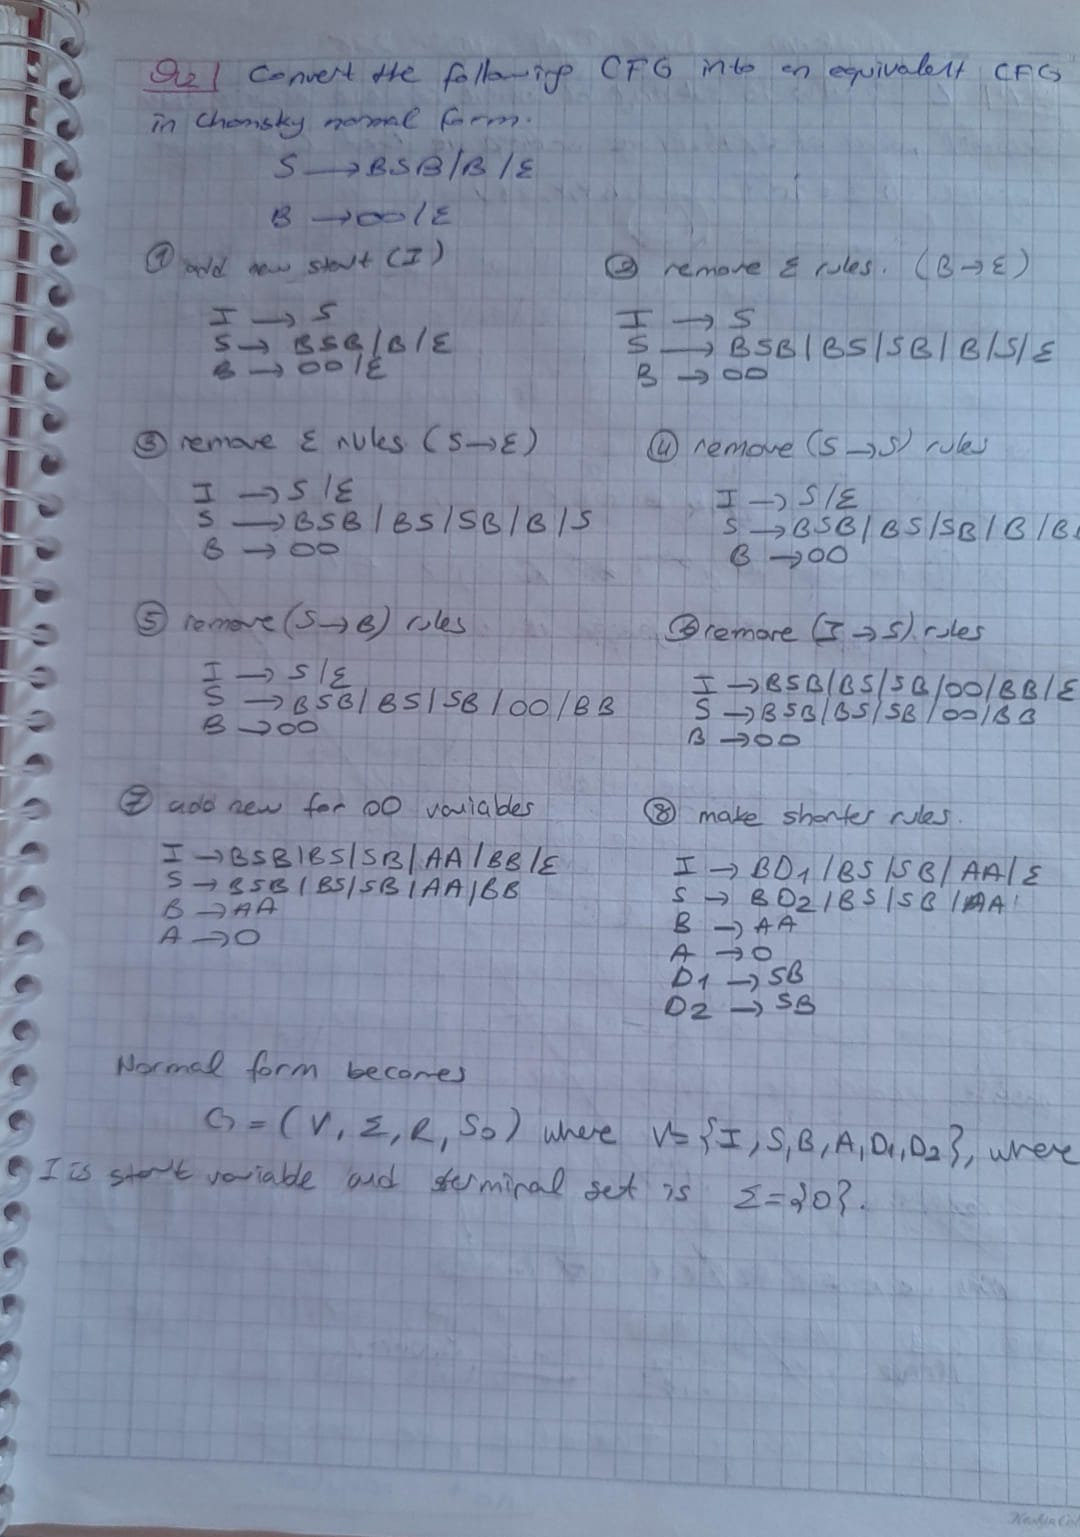 Qu 1 Convert the following CFG into an equivalent CFG
in chomsky normal form.
S → BSB/B/ε
B → 00/ε
① add new start (I)
I → S
S → BSB/B/ε
B → 00/ε
② remove ε rules. (B→ε)
I → S
S → BSB/BS/SB/B/S/ε
B → 00
③ remove ε rules (S→ε)
I → S/ε
S → BSB/BS/SB/B/S
B → 00
④ remove (S→S) rules
I → S/ε
S → BSB/BS/SB/B/B
B → 00
⑤ remove (S→B) rules
I → S/ε
S → BSB/BS/SB/00/BB
B → 00
⑥ remove (I→S) rules
I → BSB/BS/SB/00/BB/ε
S → BSB/BS/SB/00/BB
B → 00
⑦ add new for 00 variables
I → BSB/BS/SB/AA/BB/ε
S → BSB/BS/SB/AA/BB
B → AA
A → 0
⑧ make shorter rules.
I → BD1/BS/SB/AA/ε
S → BD2/BS/SB/AA
B → AA
A → 0
D1 → SB
D2 → SB
Normal form becomes
G = (V, Σ, R, S0) where V= {I, S, B, A, D1, D2}, where
I is start variable and terminal set is Σ={0}.